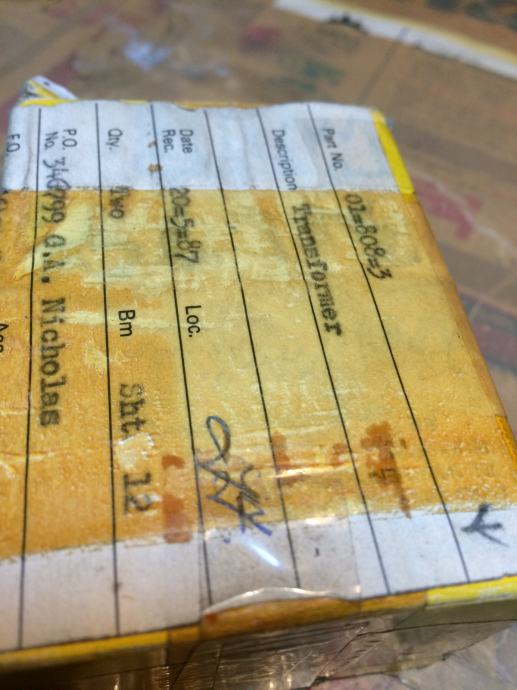 Part No. 01=808=3
Description Transformer
Date Rec. 20=5=87 Loc.
Qty. Two Bm Sht 12
P.O. No. 340799 G.A. Nicholas
F.O.